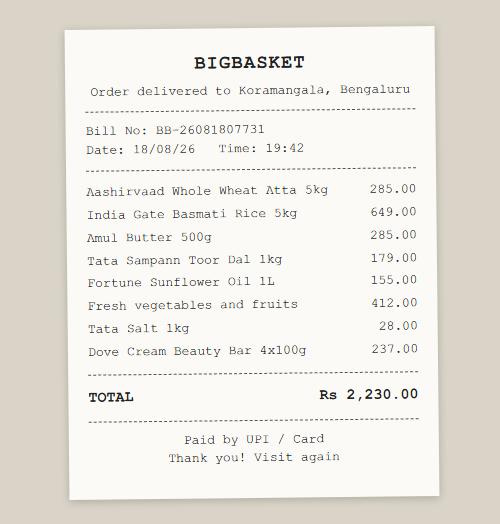 BIGBASKET
Order delivered to Koramangala, Bengaluru
Bill No: BB-26081807731
Date: 18/08/26 Time: 19:42
Aashirvaad Whole Wheat Atta 5kg 285.00
India Gate Basmati Rice 5kg 649.00
Amul Butter 500g 285.00
Tata Sampann Toor Dal 1kg 179.00
Fortune Sunflower Oil 1L 155.00
Fresh vegetables and fruits 412.00
Tata Salt 1kg 28.00
Dove Cream Beauty Bar 4x100g 237.00
TOTAL Rs 2,230.00
Paid by UPI / Card
Thank you! Visit again